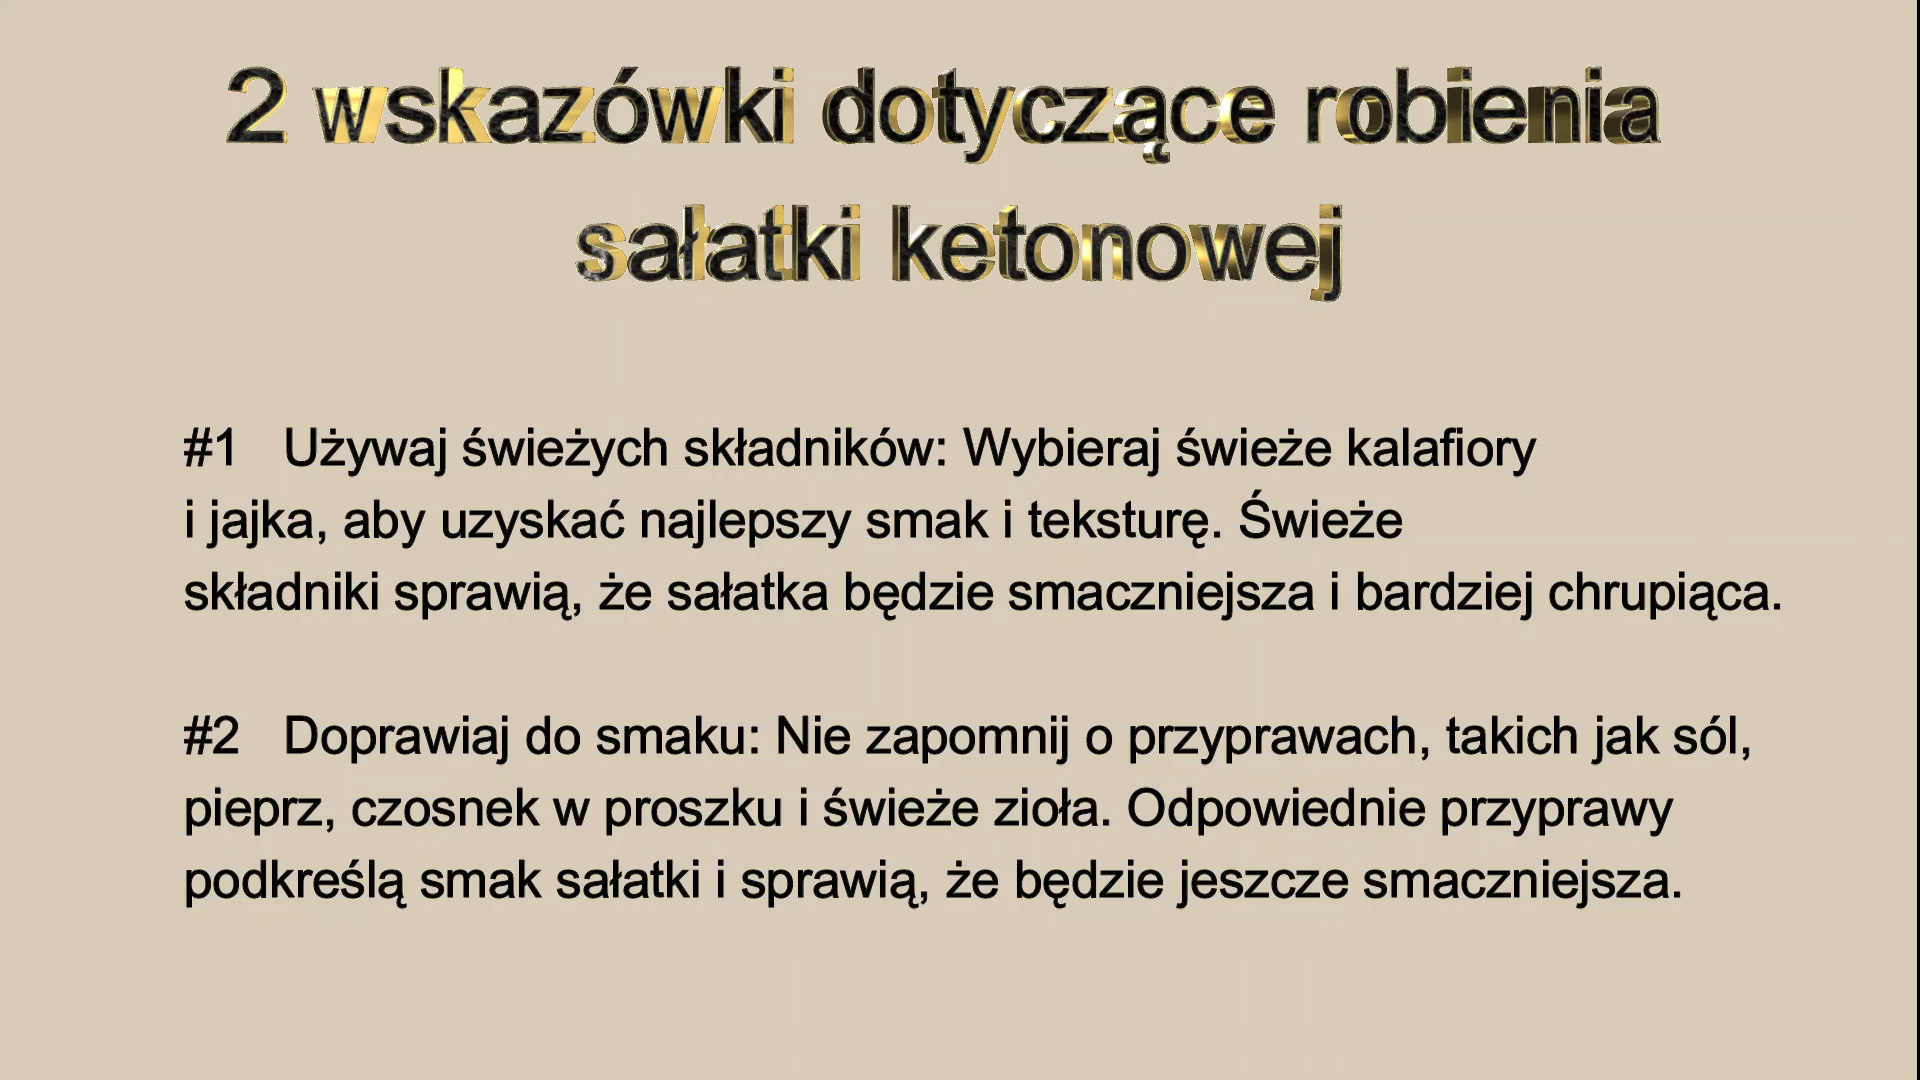 2 wskazówki dotyczące robienia
sałatki ketonowej
#1 Używaj świeżych składników: Wybieraj świeże kalafiory
i jajka, aby uzyskać najlepszy smak i teksturę. Świeże
składniki sprawią, że sałatka będzie smaczniejsza i bardziej chrupiąca.
#2 Doprawiaj do smaku: Nie zapomnij o przyprawach, takich jak sól,
pieprz, czosnek w proszku i świeże zioła. Odpowiednie przyprawy
podkreślą smak sałatki i sprawią, że będzie jeszcze smaczniejsza.